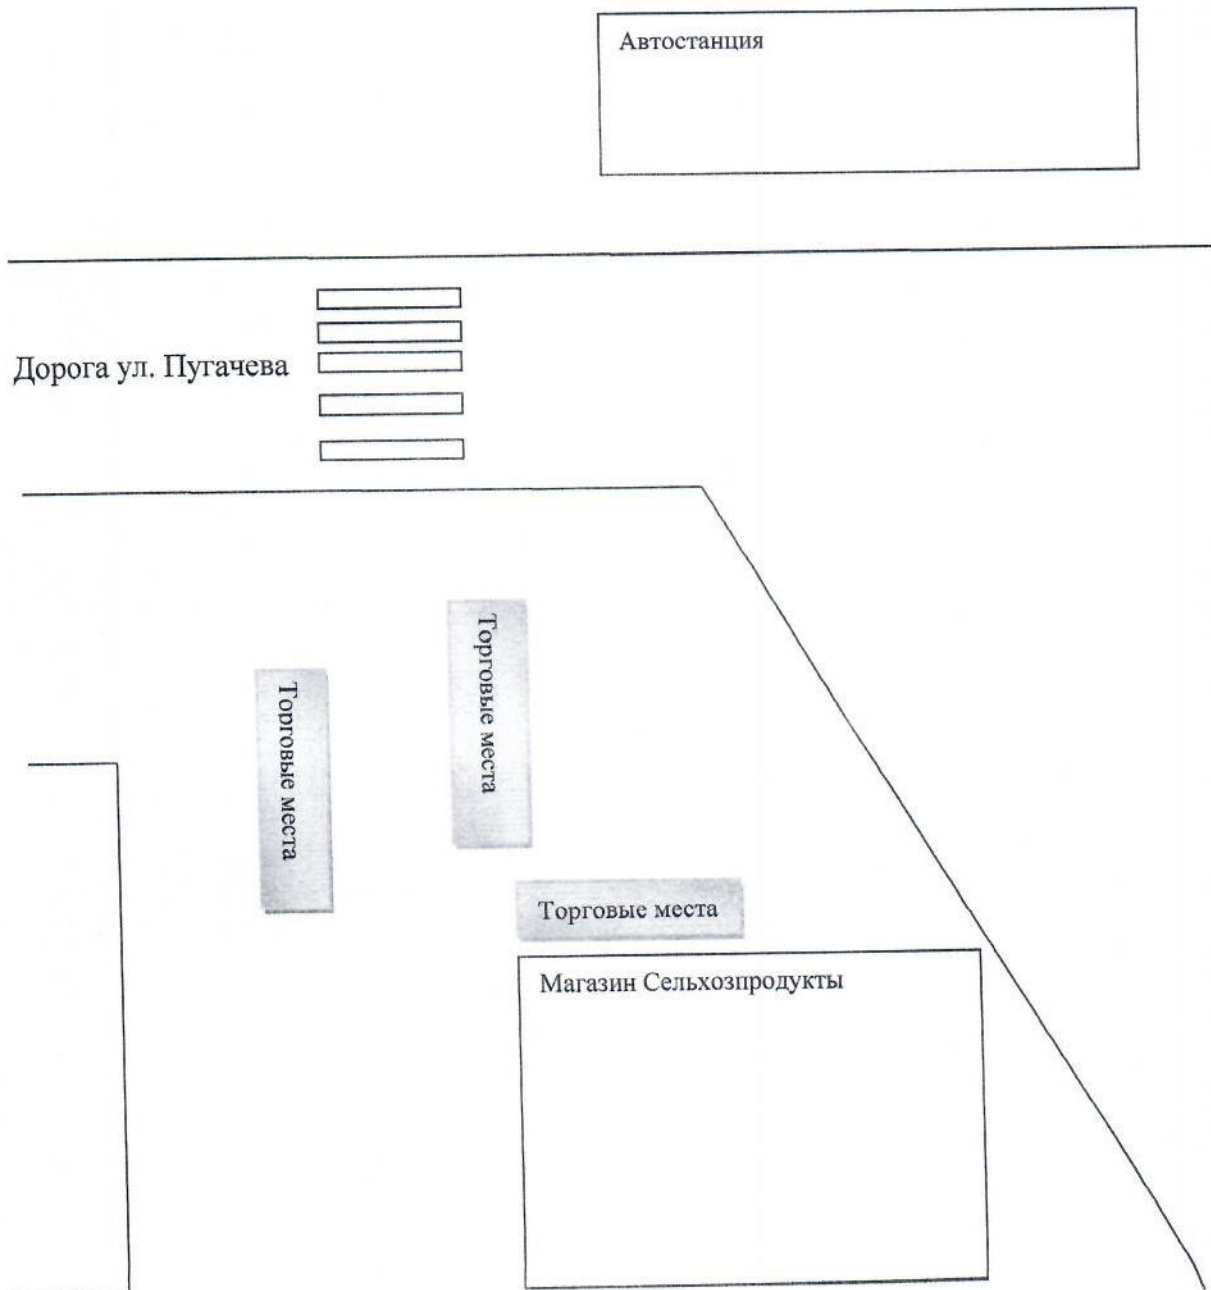 Автостанция
Дорога ул. Пугачева
Торговые места
Торговые места
Торговые места
Магазин Сельхозпродукты